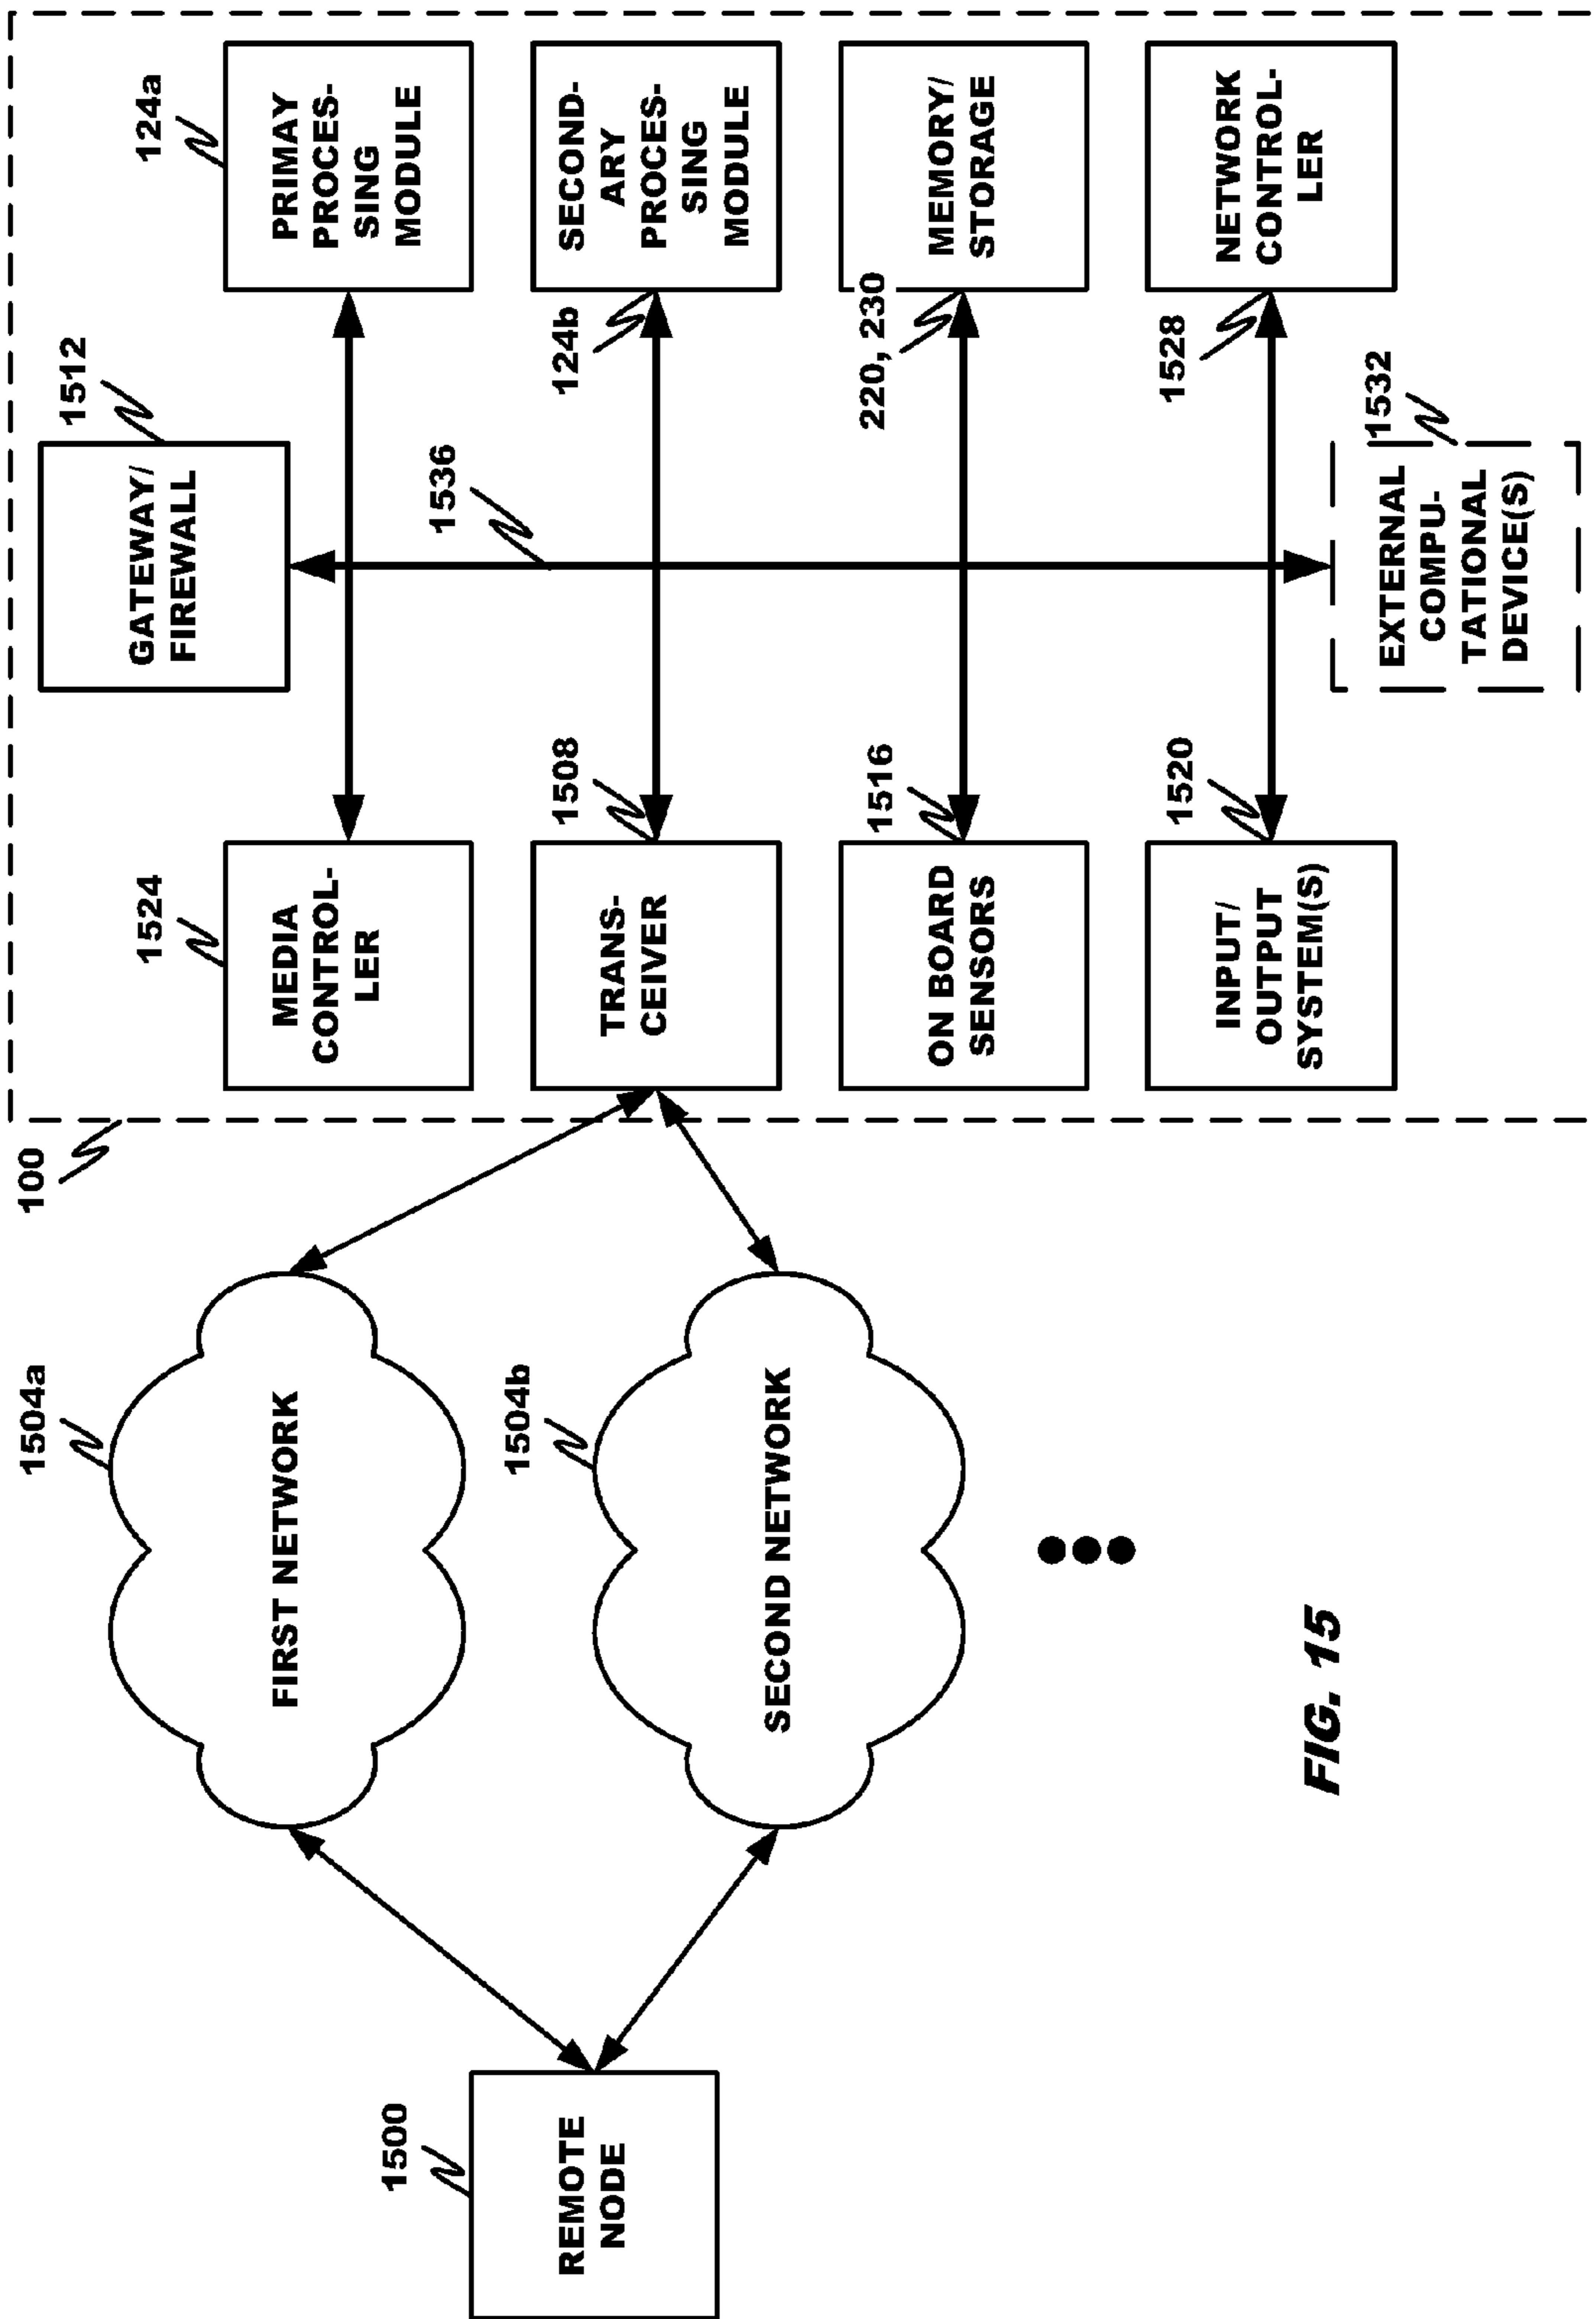 1500
REMOTE
NODE
1504a
FIRST NETWORK
1504b
SECOND NETWORK
100
1524
MEDIA
CONTROL-
LER
1508
TRANS-
CEIVER
1516
ON BOARD
SENSORS
1520
INPUT/
OUTPUT
SYSTEM(S)
1512
GATEWAY/
FIREWALL
1536
1532
EXTERNAL
COMPU-
TATIONAL
DEVICE(S)
124a
PRIMAY
PROCES-
SING
MODULE
124b
SECOND-
ARY
PROCES-
SING
MODULE
220, 230
MEMORY/
STORAGE
1528
NETWORK
CONTROL-
LER
FIG. 15